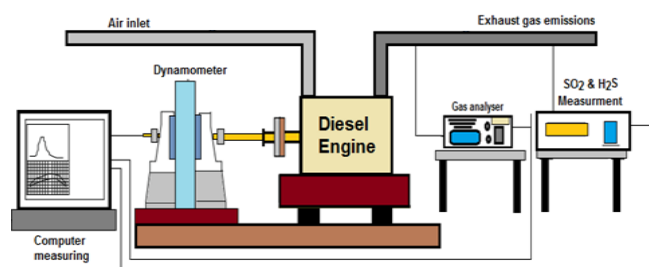 Air inlet
Exhaust gas emissions
Dynamometer
SO2 & H2S
Measurment
Gas analyser
Diesel
Engine
Computer
measuring